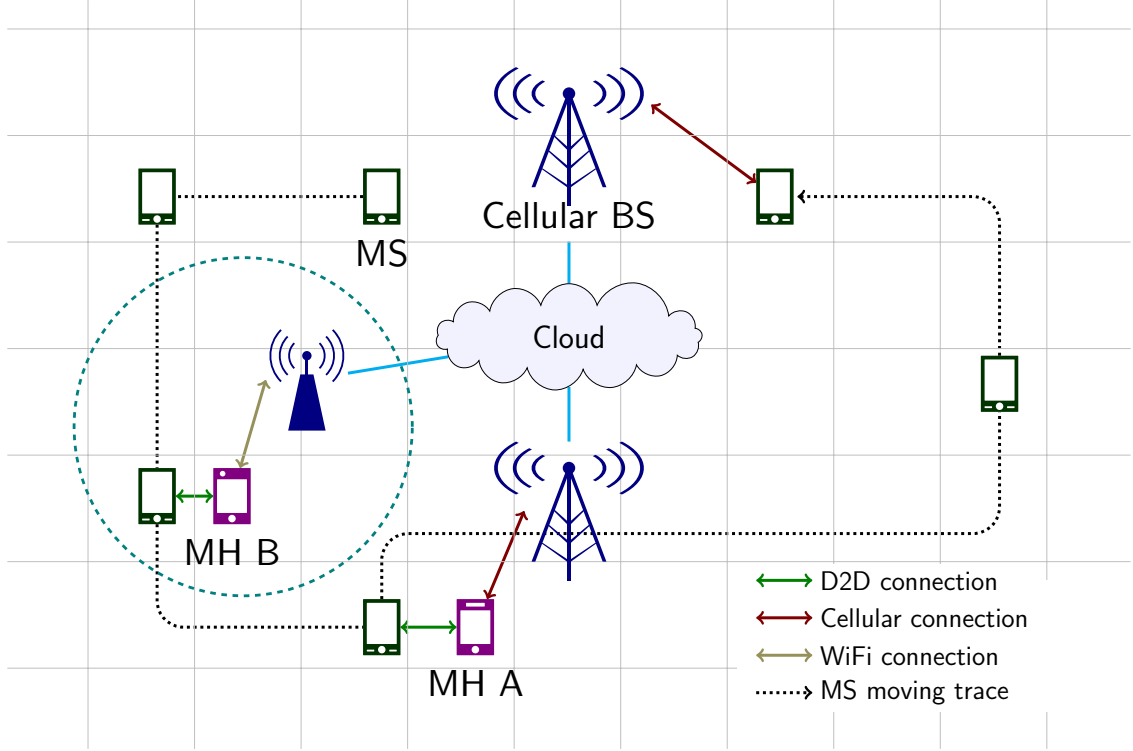 Cellular BS
MS
Cloud
MH B
MH A
D2D connection
Cellular connection
WiFi connection
MS moving trace